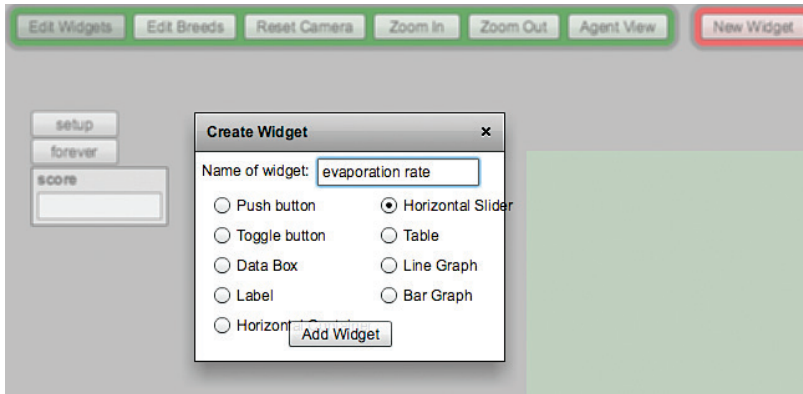 Edit Widgets Edit Breeds Reset Camera Zoom In Zoom Out Agent View New Widget
setup
forever
score
Create Widget ×
Name of widget: evaporation rate
Push button Horizontal Slider
Toggle button Table
Data Box Line Graph
Label Bar Graph
Horizontal
Add Widget